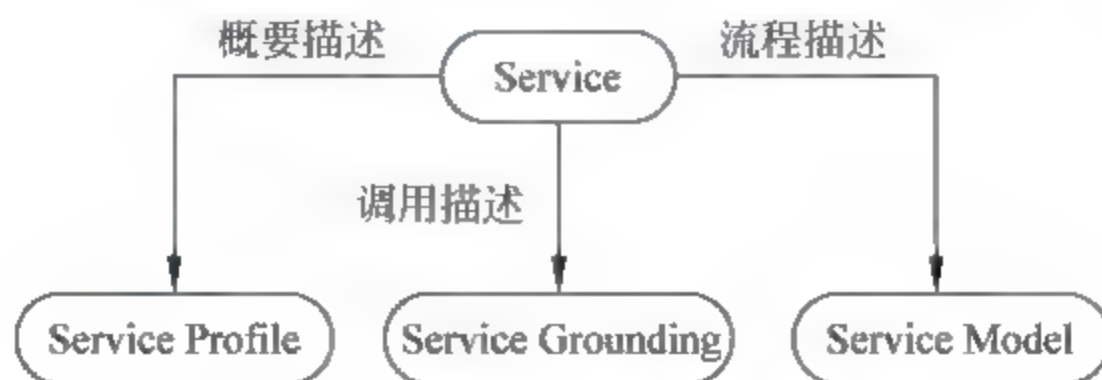 概要描述
Service
流程描述
调用描述
Service Profile
Service Grounding
Service Model